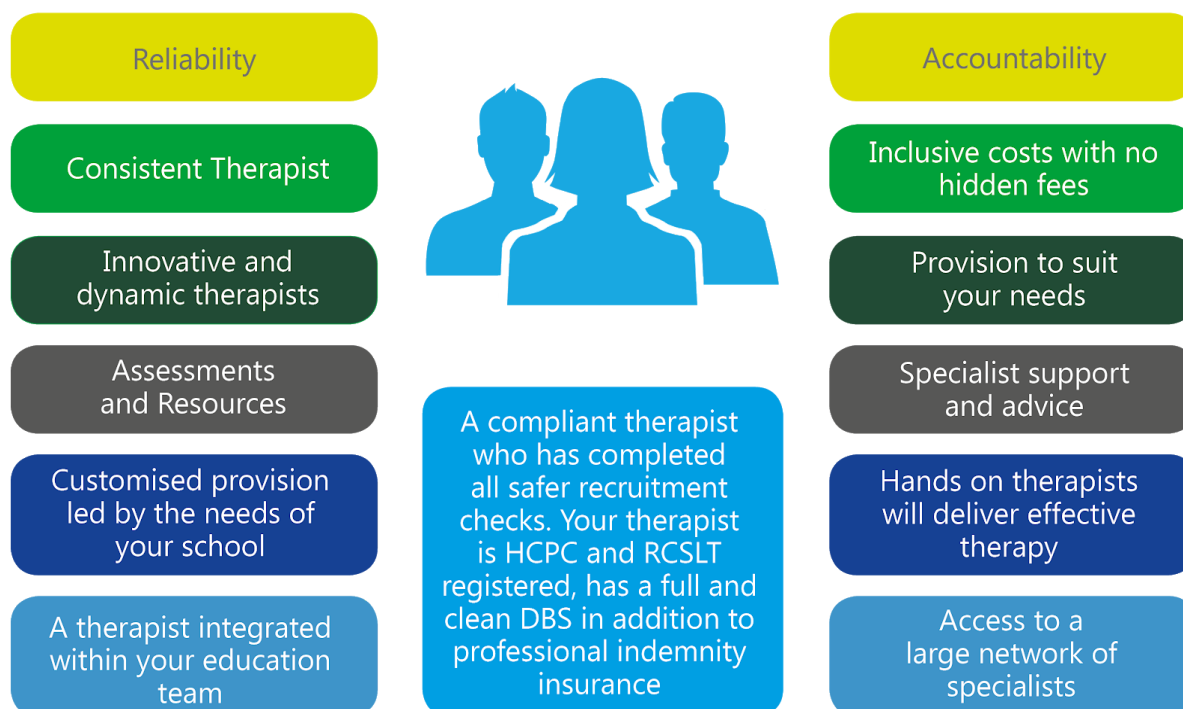 Reliability
Consistent Therapist
Innovative and
dynamic therapists
Assessments
and Resources
Customised provision
led by the needs of
your school
A therapist integrated
within your education
team
A compliant therapist
who has completed
all safer recruitment
checks. Your therapist
is HCPC and RCSLT
registered, has a full and
clean DBS in addition to
professional indemnity
insurance
Accountability
Inclusive costs with no
hidden fees
Provision to suit
your needs
Specialist support
and advice
Hands on therapists
will deliver effective
therapy
Access to a
large network of
specialists